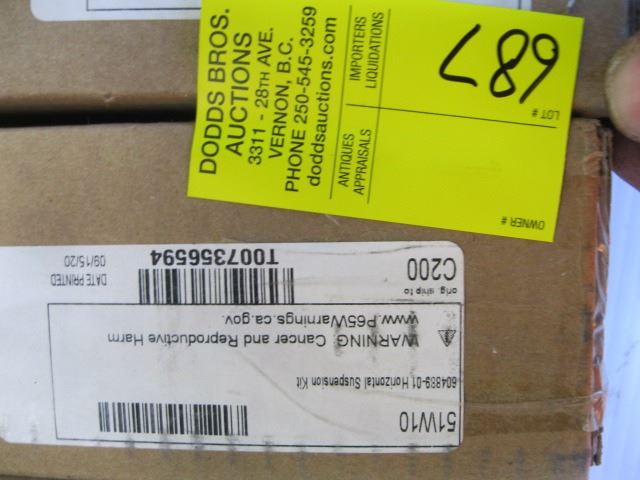 DODDS BROS.
AUCTIONS
3311 - 28TH AVE.
VERNON, B.C.
PHONE 250-545-3259
doddsauctions.com
IMPORTERS
LIQUIDATIONS
ANTIQUES
APPRAISALS
LOT #
687
OWNER #
51W10
604889-01 Horizontal Suspension Kit
WARNING: Cancer and Reproductive Harm
www.P65Warnings.ca.gov.
orig ship to
C200
T007356594
DATE PRINTED
09/15/20